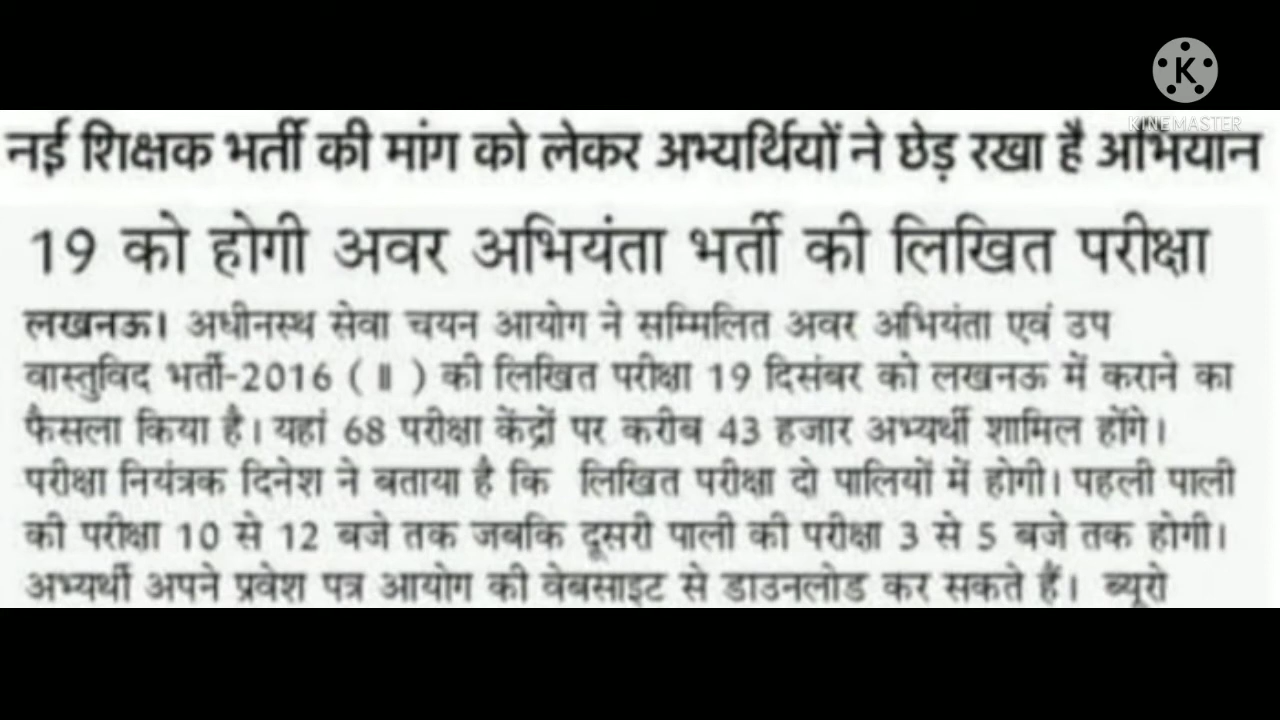 K
KINEMASTER
नई शिक्षक भर्ती की मांग को लेकर अभ्यर्थियों ने छेड़ रखा है अभियान
19 को होगी अवर अभियंता भर्ती की लिखित परीक्षा
लखनऊ। अधीनस्थ सेवा चयन आयोग ने सम्मिलित अवर अभियंता एवं उप
वास्तुविद भर्ती-2016 ( ॥ ) की लिखित परीक्षा 19 दिसंबर को लखनऊ में कराने का
फैसला किया है। यहां 68 परीक्षा केंद्रों पर करीब 43 हजार अभ्यर्थी शामिल होंगे।
परीक्षा नियंत्रक दिनेश ने बताया है कि लिखित परीक्षा दो पालियों में होगी। पहली पाली
की परीक्षा 10 से 12 बजे तक जबकि दूसरी पाली की परीक्षा 3 से 5 बजे तक होगी।
अभ्यर्थी अपने प्रवेश पत्र आयोग की वेबसाइट से डाउनलोड कर सकते हैं। ब्यूरो